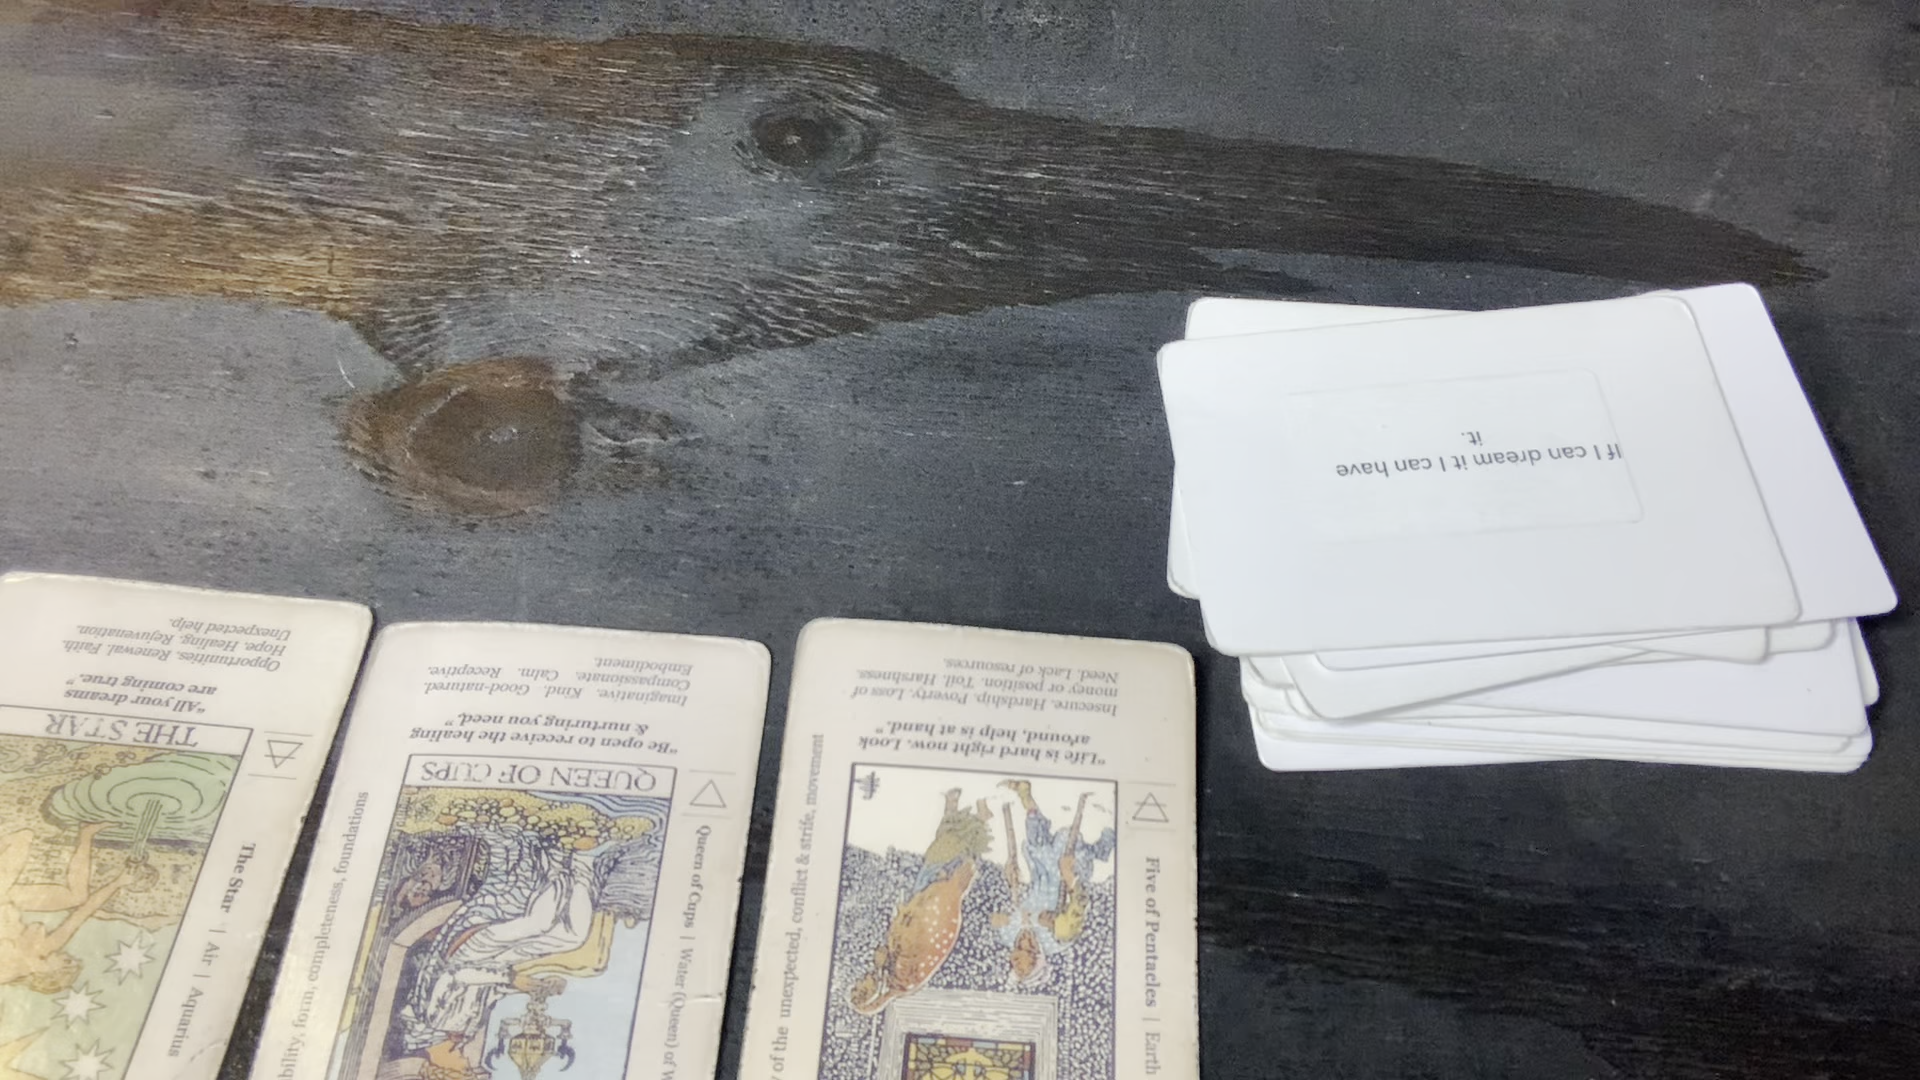 If I can dream it I can have
it.
Opportunities. Renewal. Faith.
Hope. Healing. Rejuvenation.
Unexpected help.
"All your dreams
are coming true."
THE STAR
The Star | Air | Aquarius
Imaginative. Kind. Good-natured.
Compassionate. Calm. Receptive.
Embodiment.
"Be open to receive the healing
& nurturing you need."
QUEEN OF CUPS
Queen of Cups | Water (Queen) of
form, completeness, foundations
Insecure. Hardship. Poverty. Loss of
money or position. Toil. Harshness.
Need. Lack of resources.
"Life is hard right now. Look
around, help is at hand."
Five of Pentacles | Earth
of the unexpected, conflict & strife, movement